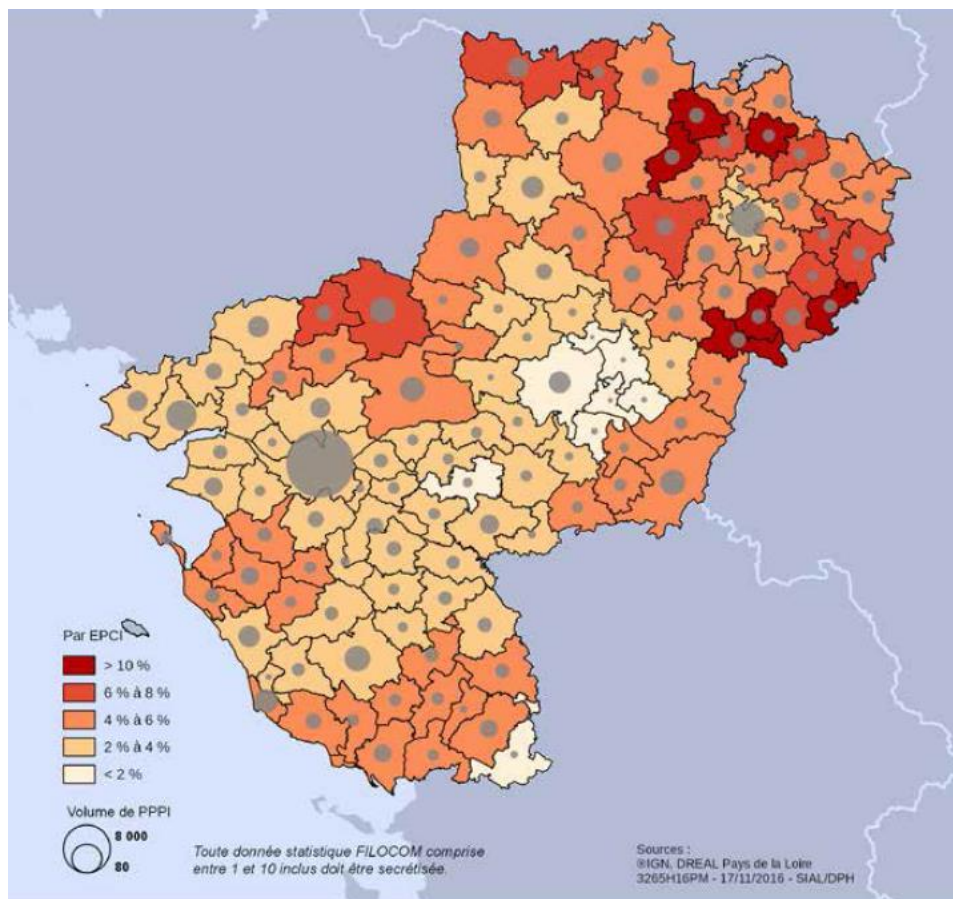 Par EPCI
> 10 %
6 % à 8 %
4 % à 6 %
2 % à 4 %
< 2 %
Volume de PPPI
8 000
80
Toute donnée statistique FILOCOM comprise
entre 1 et 10 inclus doit être secrétisée.
Sources :
®IGN, DREAL Pays de la Loire
3265H16PM - 17/11/2016 - SIAL/DPH